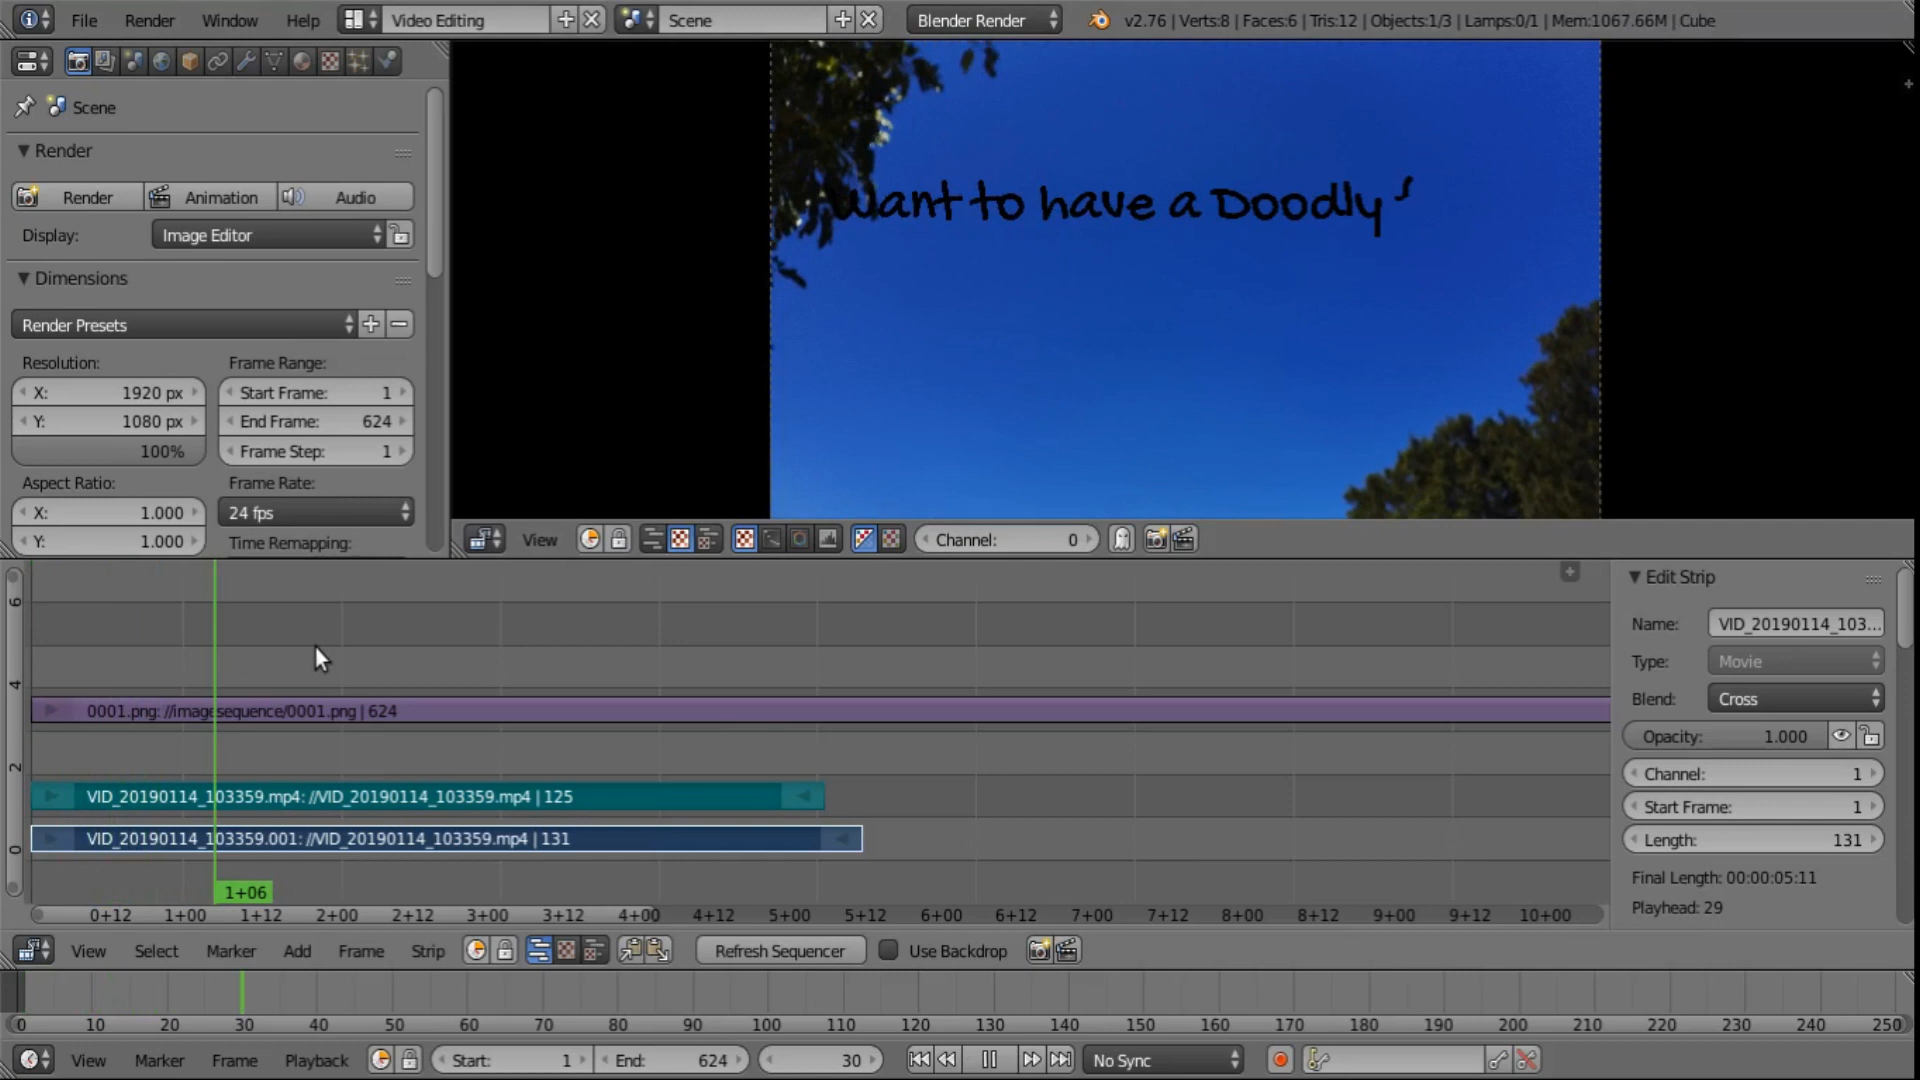 File Render Window Help Video Editing Scene Blender Render v2.76 | Verts:8 | Faces:6 | Tris:12 | Objects:1/3 | Lamps:0/1 | Mem:1067.66M | Cube
Scene
Render
Render Animation Audio
Display: Image Editor
Dimensions
Render Presets
Resolution: Frame Range:
X: 1920 px Start Frame: 1
Y: 1080 px End Frame: 624
100% Frame Step: 1
Aspect Ratio: Frame Rate:
X: 1.000 24 fps
Y: 1.000 Time Remapping:
Want to have a Doodly
View Channel: 0
6
4
2
0
0001.png: //imagesequence/0001.png | 624
VID_20190114_103359.mp4: //VID_20190114_103359.mp4 | 125
VID_20190114_103359.001: //VID_20190114_103359.mp4 | 131
1+06
0+12 1+00 1+12 2+00 2+12 3+00 3+12 4+00 4+12 5+00 5+12 6+00 6+12 7+00 7+12 8+00 8+12 9+00 9+12 10+00
Edit Strip
Name: VID_20190114_103...
Type: Movie
Blend: Cross
Opacity: 1.000
Channel: 1
Start Frame: 1
Length: 131
Final Length: 00:00:05:11
Playhead: 29
View Select Marker Add Frame Strip Refresh Sequencer Use Backdrop
0 10 20 30 40 50 60 70 80 90 100 110 120 130 140 150 160 170 180 190 200 210 220 230 240 250
View Marker Frame Playback Start: 1 End: 624 30 No Sync